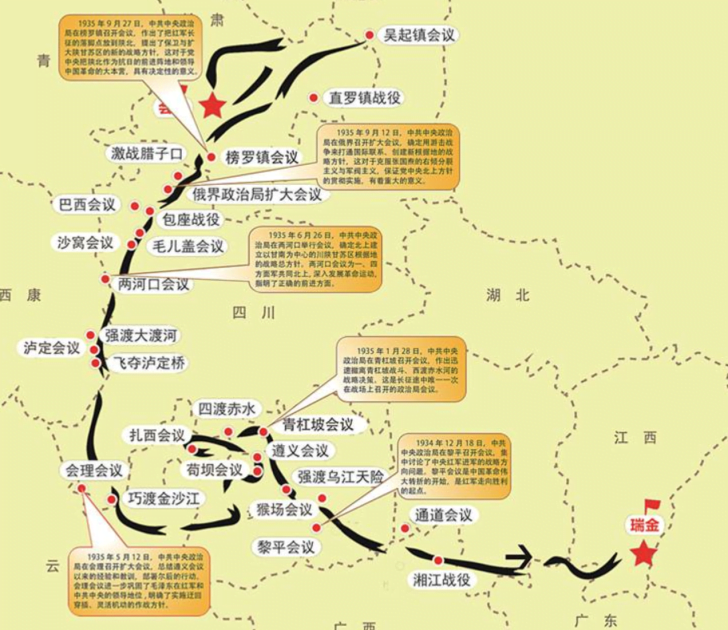 1935年9月27日，中共中央政治
局在榜罗镇召开会议，作出了把红军长
征的落脚点放到陕北，提出了保卫与扩
大陕甘苏区的新的战略方针，这对于党
中央把陕北作为抗日的前进阵地和领导
中国革命的大本营，具有决定性的意义。
肃
青
吴起镇会议
直罗镇战役
1935年9月12日，中共中央政治
局在俄界召开扩大会议，确定用游击战
争来打通国际联系，创建新根据地的战
略方针，这对于克服张国焘的右倾分裂
主义与军阀主义，保证党中央北上方针
的贯彻实施，有着重大的意义。
激战腊子口
榜罗镇会议
俄界政治局扩大会议
巴西会议
包座战役
沙窝会议
毛儿盖会议
1935年6月26日，中共中央政
治局在两河口举行会议，确定北上建
立以甘南为中心的川陕甘苏区根据地
的战略总方针，两河口会议为一、四
方面军共同北上，深入发展革命运动，
指明了正确的前进方面。
两河口会议
西康
四川
湖北
强渡大渡河
泸定会议
飞夺泸定桥
1935年1月28日，中共中央
政治局在青杠坡召开会议，作出迅
速撤离青杠坡战斗、西渡赤水河的
战略决策，这是长征途中唯一一次
在战场上召开的政治局会议。
四渡赤水
青杠坡会议
扎西会议
遵义会议
江西
1934年12月18日，中共
中央政治局在黎平召开会议，集
中讨论了中央红军进军的战略方
向问题。黎平会议是中国革命伟
大转折的开始，是红军走向胜利
的起点。
会理会议
苟坝会议
强渡乌江天险
巧渡金沙江
猴场会议
通道会议
瑞金
黎平会议
云
1935年5月12日，中共中央政治
局在会理召开扩大会议，总结遵义会议
以来的经验和教训，部署尔后的行动。
会理会议进一步巩固了毛泽东在红军和
中共中央的领导地位，明确了实施迂回
穿插、灵活机动的作战方针。
湘江战役
广西
广东